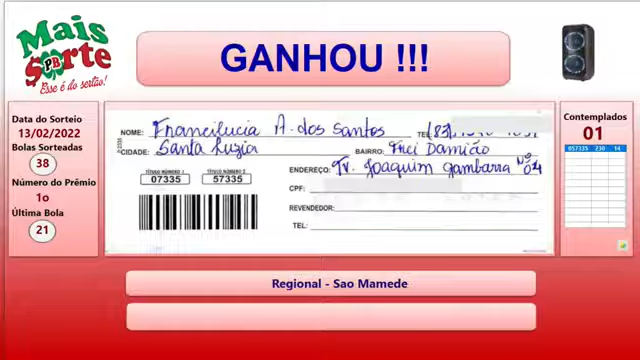 Mais
PB
Sorte
Esse é do sertão!
GANHOU !!!
Data do Sorteio
13/02/2022
Bolas Sorteadas
38
Número do Prêmio
1o
Última Bola
21
NOME: Francilucia A. dos Santos TEL: (83)
CIDADE: Santa Luzia BAIRRO: Frei Damião
ENDEREÇO: Tv. Joaquim Gambarra Nº 04
TÍTULO NÚMERO 1 TÍTULO NÚMERO 2
07335 57335
CPF:
REVENDEDOR:
TEL:
Contemplados
01
057335 230 14
Regional - Sao Mamede